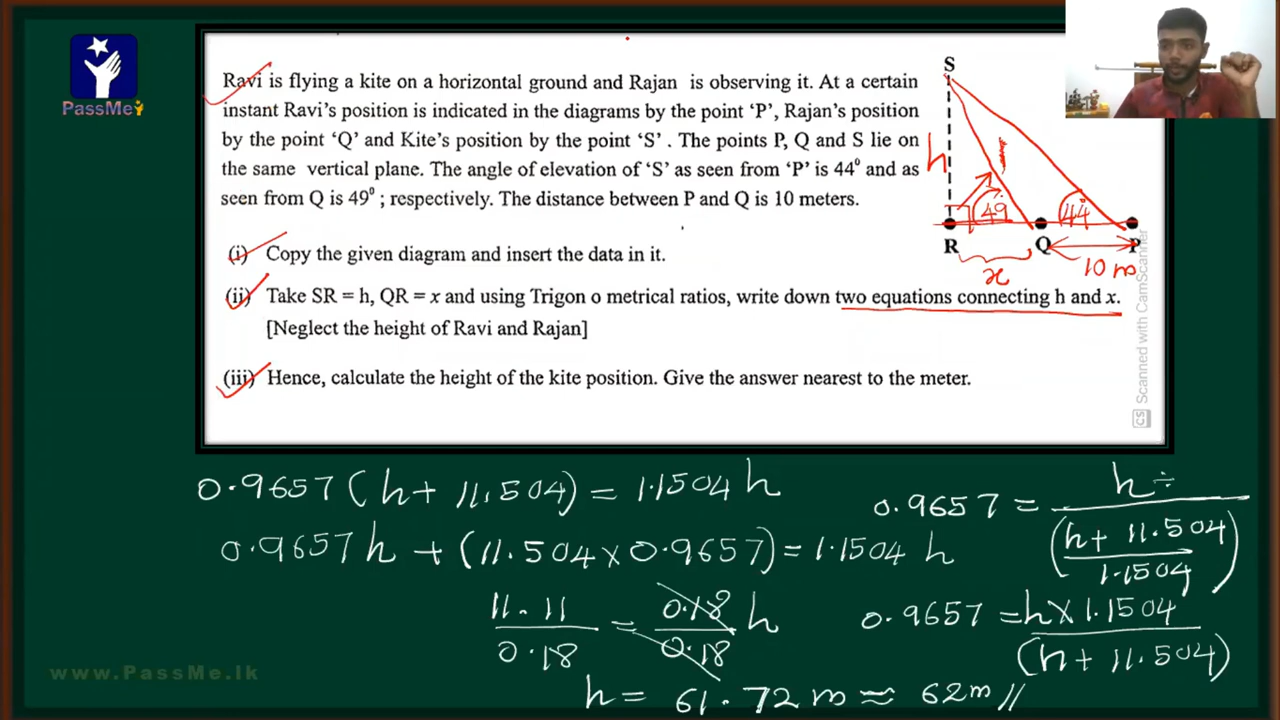 PassMe
Ravi is flying a kite on a horizontal ground and Rajan is observing it. At a certain
instant Ravi's position is indicated in the diagrams by the point 'P', Rajan's position
by the point 'Q' and Kite's position by the point 'S' . The points P, Q and S lie on
the same vertical plane. The angle of elevation of 'S' as seen from 'P' is 44⁰ and as
seen from Q is 49⁰ ; respectively. The distance between P and Q is 10 meters.
(i) Copy the given diagram and insert the data in it.
(ii) Take SR = h, QR = x and using Trigon o metrical ratios, write down two equations connecting h and x.
[Neglect the height of Ravi and Rajan]
(iii) Hence, calculate the height of the kite position. Give the answer nearest to the meter.
S
h
49
44
R
Q
P
x
10 m
CS Scanned with CamScanner
0.9657 (h + 11.504) = 1.1504 h
0.9657 h + (11.504 × 0.9657) = 1.1504 h
11.11 / 0.18 = 0.18 / 0.18 h
h = 61.72 m ≈ 62m //
0.9657 = h ÷ / (h + 11.504 / 1.1504)
0.9657 = h × 1.1504 / (h + 11.504)
www.PassMe.lk